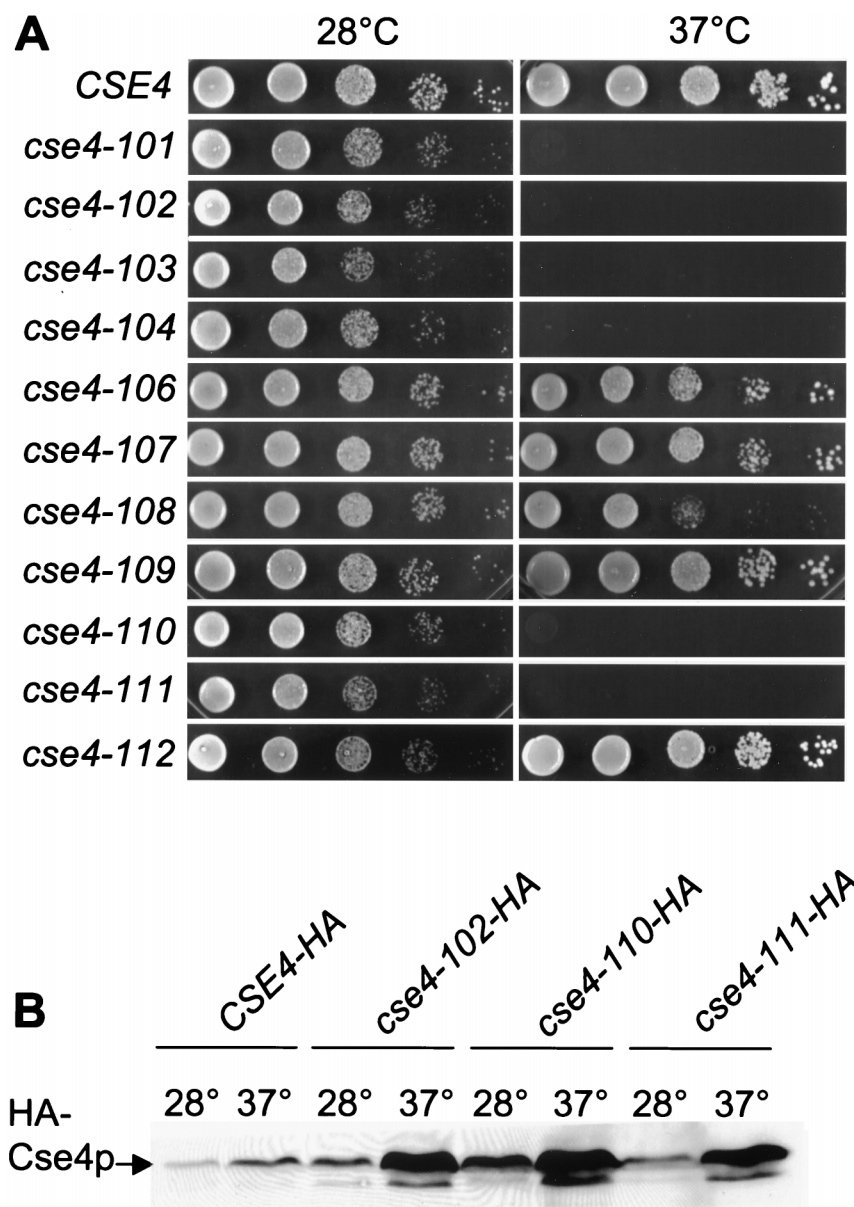 A
28°C 37°C
CSE4
cse4-101
cse4-102
cse4-103
cse4-104
cse4-106
cse4-107
cse4-108
cse4-109
cse4-110
cse4-111
cse4-112
B
CSE4-HA cse4-102-HA cse4-110-HA cse4-111-HA
28° 37° 28° 37° 28° 37° 28° 37°
HA-
Cse4p